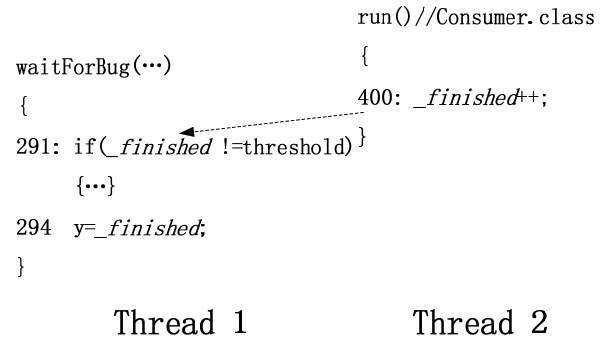 waitForBug(⋯)
{
291: if(_finished !=threshold)
{⋯}
294 y=_finished;
}
Thread 1
run()//Consumer.class
{
400: _finished++;
}
Thread 2